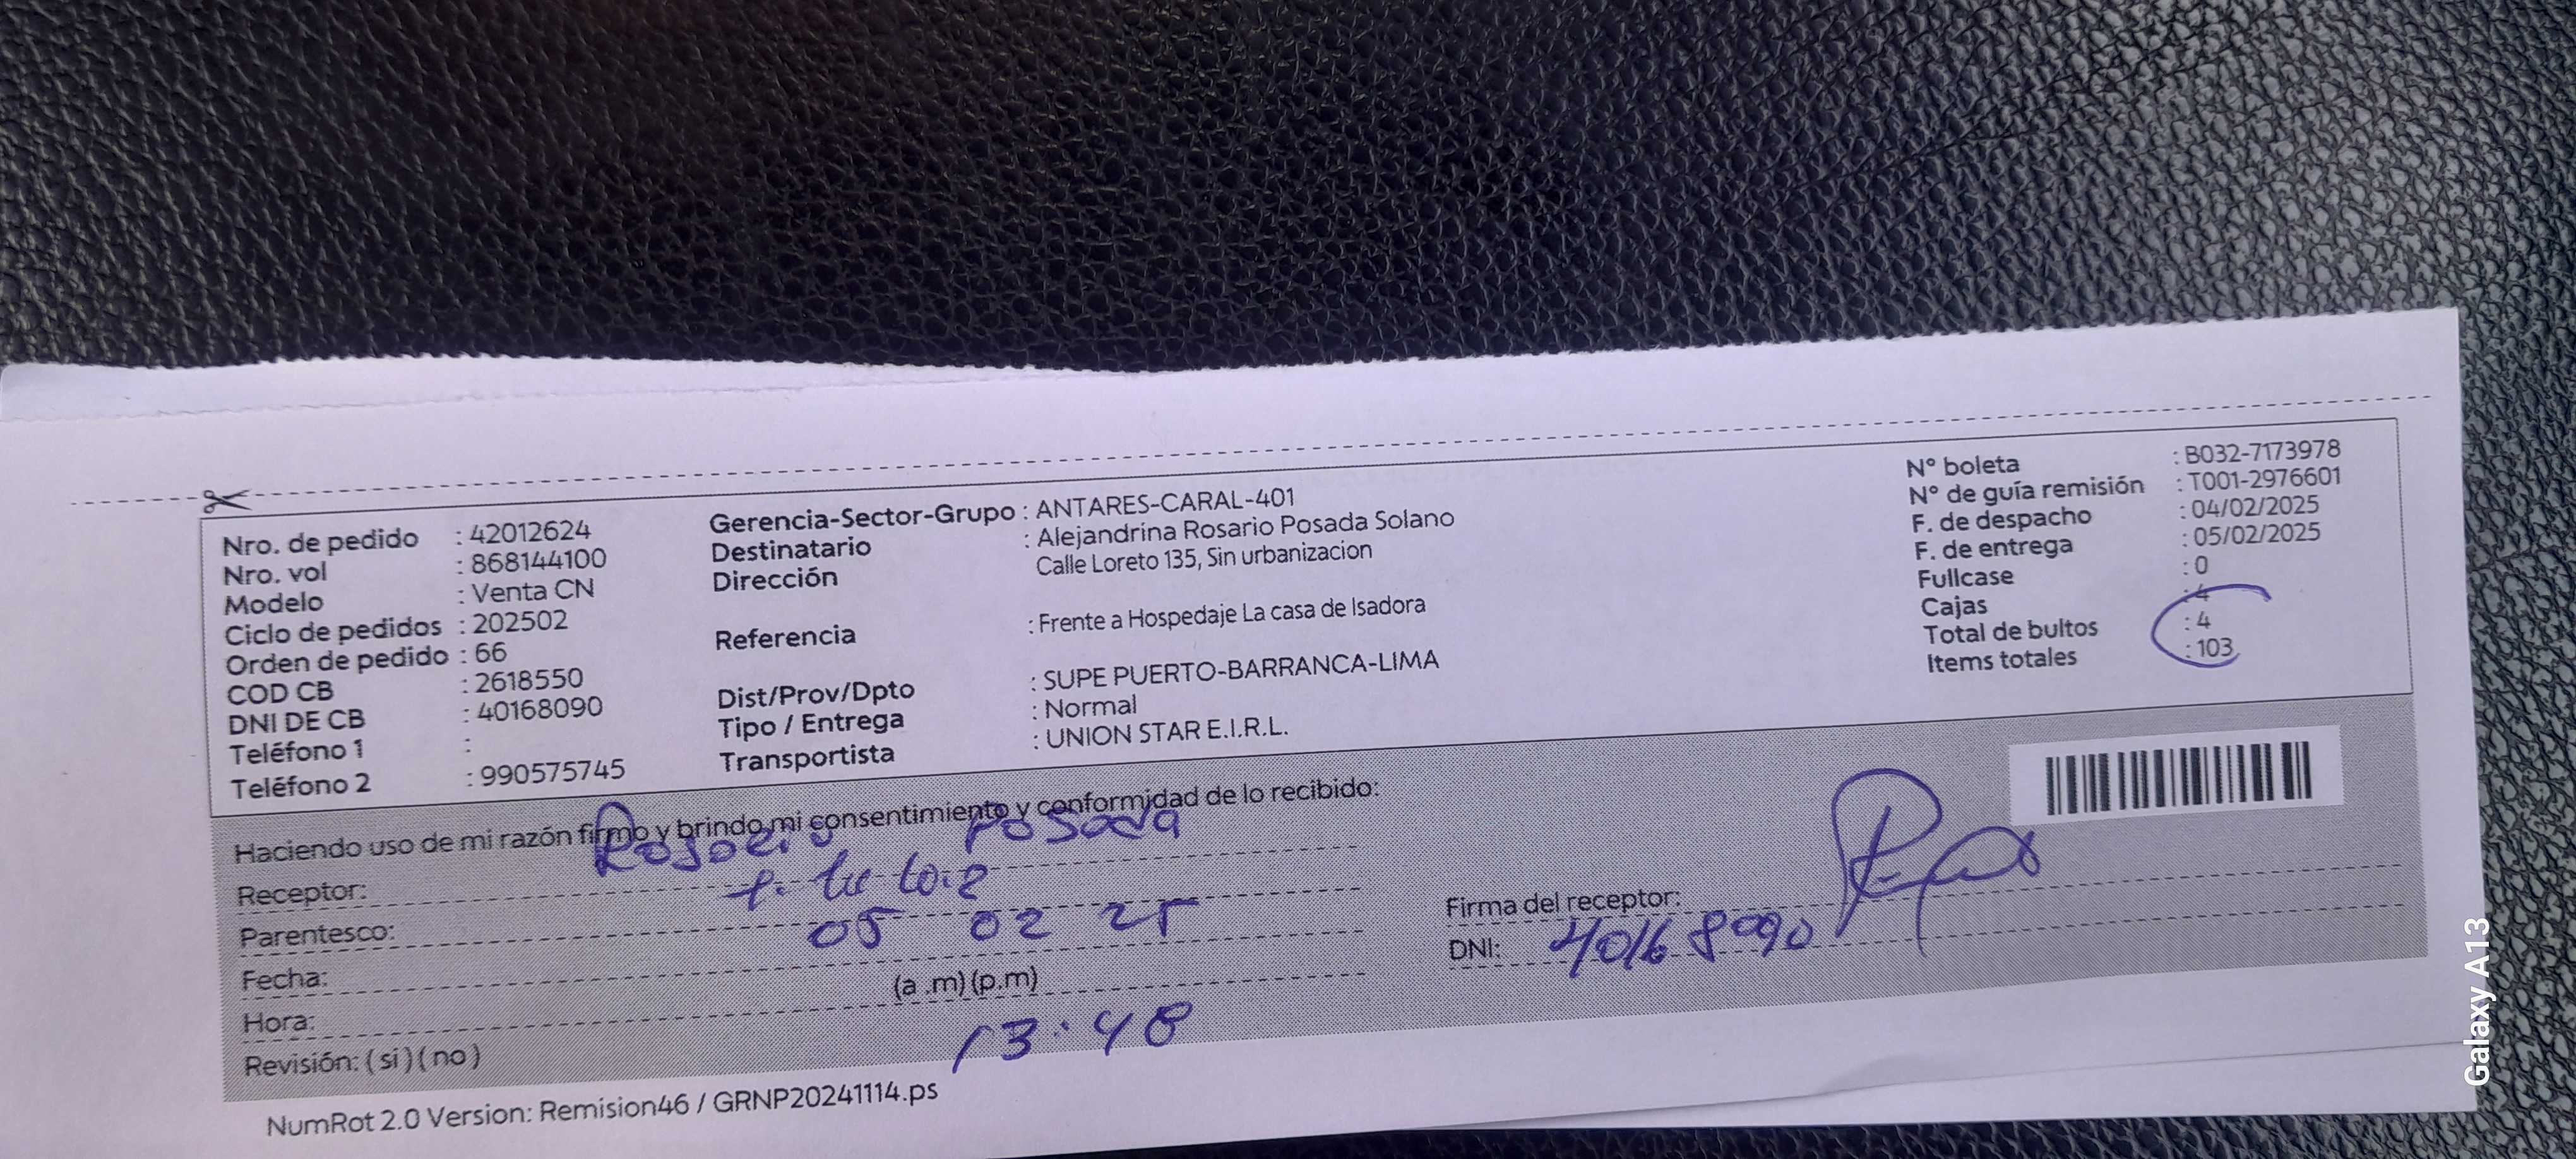 Nro. de pedido : 42012624
Nro. vol : 868144100
Modelo : Venta CN
Ciclo de pedidos : 202502
Orden de pedido : 66
COD CB : 2618550
DNI DE CB : 40168090
Teléfono 1 :
Teléfono 2 : 990575745
Gerencia-Sector-Grupo : ANTARES-CARAL-401
Destinatario : Alejandrina Rosario Posada Solano
Dirección Calle Loreto 135, Sin urbanizacion
Referencia : Frente a Hospedaje La casa de Isadora
Dist/Prov/Dpto : SUPE PUERTO-BARRANCA-LIMA
Tipo / Entrega : Normal
Transportista : UNION STAR E.I.R.L.
N° boleta : B032-7173978
N° de guía remisión : T001-2976601
F. de despacho : 04/02/2025
F. de entrega : 05/02/2025
Fullcase : 0
Cajas : 4
Total de bultos : 4
Items totales : 103
Haciendo uso de mi razón firmo y brindo mi consentimiento y conformidad de lo recibido:
Receptor: Rosario Posada
Parentesco: titular
Fecha: 05 02 25
Hora: (a .m) (p.m)
13:48
Revisión: ( si ) ( no )
Firma del receptor:
DNI: 40168090
NumRot 2.0 Version: Remision46 / GRNP20241114.ps
Galaxy A13